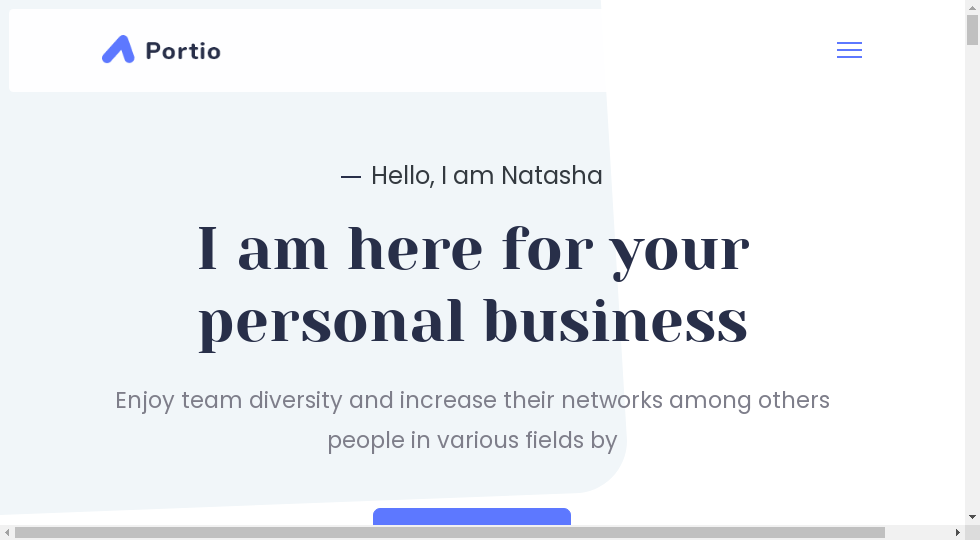 Portio
— Hello, I am Natasha
I am here for your
personal business
Enjoy team diversity and increase their networks among others
people in various fields by